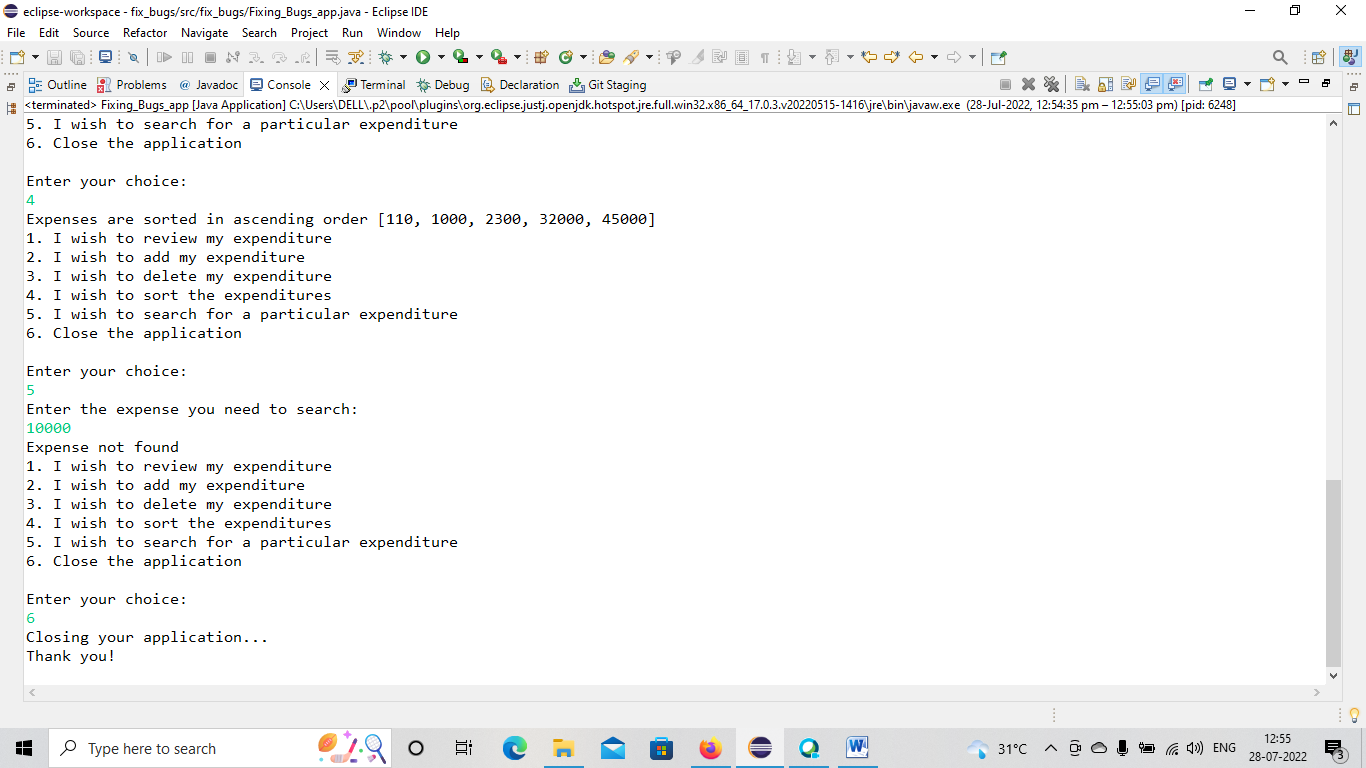 eclipse-workspace - fix_bugs/src/fix_bugs/Fixing_Bugs_app.java - Eclipse IDE
File Edit Source Refactor Navigate Search Project Run Window Help
Outline Problems @ Javadoc Console Terminal Debug Declaration Git Staging
<terminated> Fixing_Bugs_app [Java Application] C:\Users\DELL\.p2\pool\plugins\org.eclipse.justj.openjdk.hotspot.jre.full.win32.x86_64_17.0.3.v20220515-1416\jre\bin\javaw.exe (28-Jul-2022, 12:54:35 pm – 12:55:03 pm) [pid: 6248]
5. I wish to search for a particular expenditure
6. Close the application
Enter your choice:
4
Expenses are sorted in ascending order [110, 1000, 2300, 32000, 45000]
1. I wish to review my expenditure
2. I wish to add my expenditure
3. I wish to delete my expenditure
4. I wish to sort the expenditures
5. I wish to search for a particular expenditure
6. Close the application
Enter your choice:
5
Enter the expense you need to search:
10000
Expense not found
1. I wish to review my expenditure
2. I wish to add my expenditure
3. I wish to delete my expenditure
4. I wish to sort the expenditures
5. I wish to search for a particular expenditure
6. Close the application
Enter your choice:
6
Closing your application...
Thank you!
Type here to search
31°C
ENG
12:55
28-07-2022
3